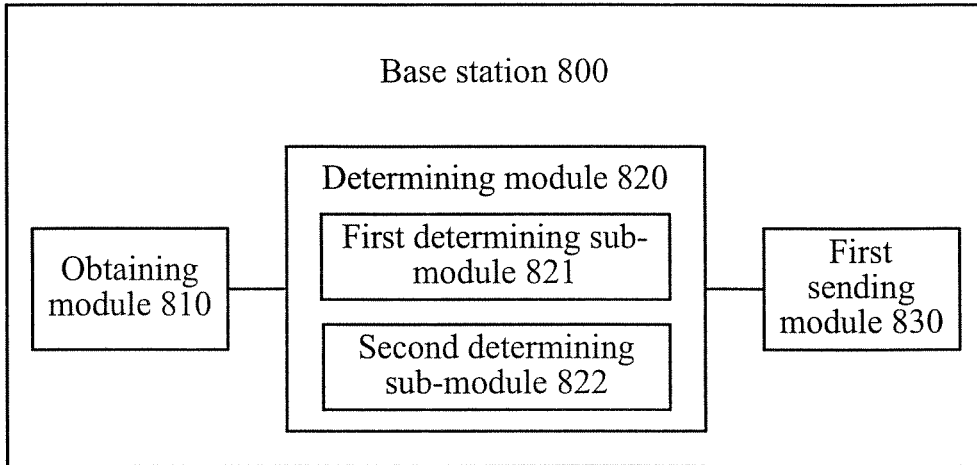 Base station 800
Determining module 820
First determining sub-
module 821
Second determining
sub-module 822
Obtaining
module 810
First
sending
module 830